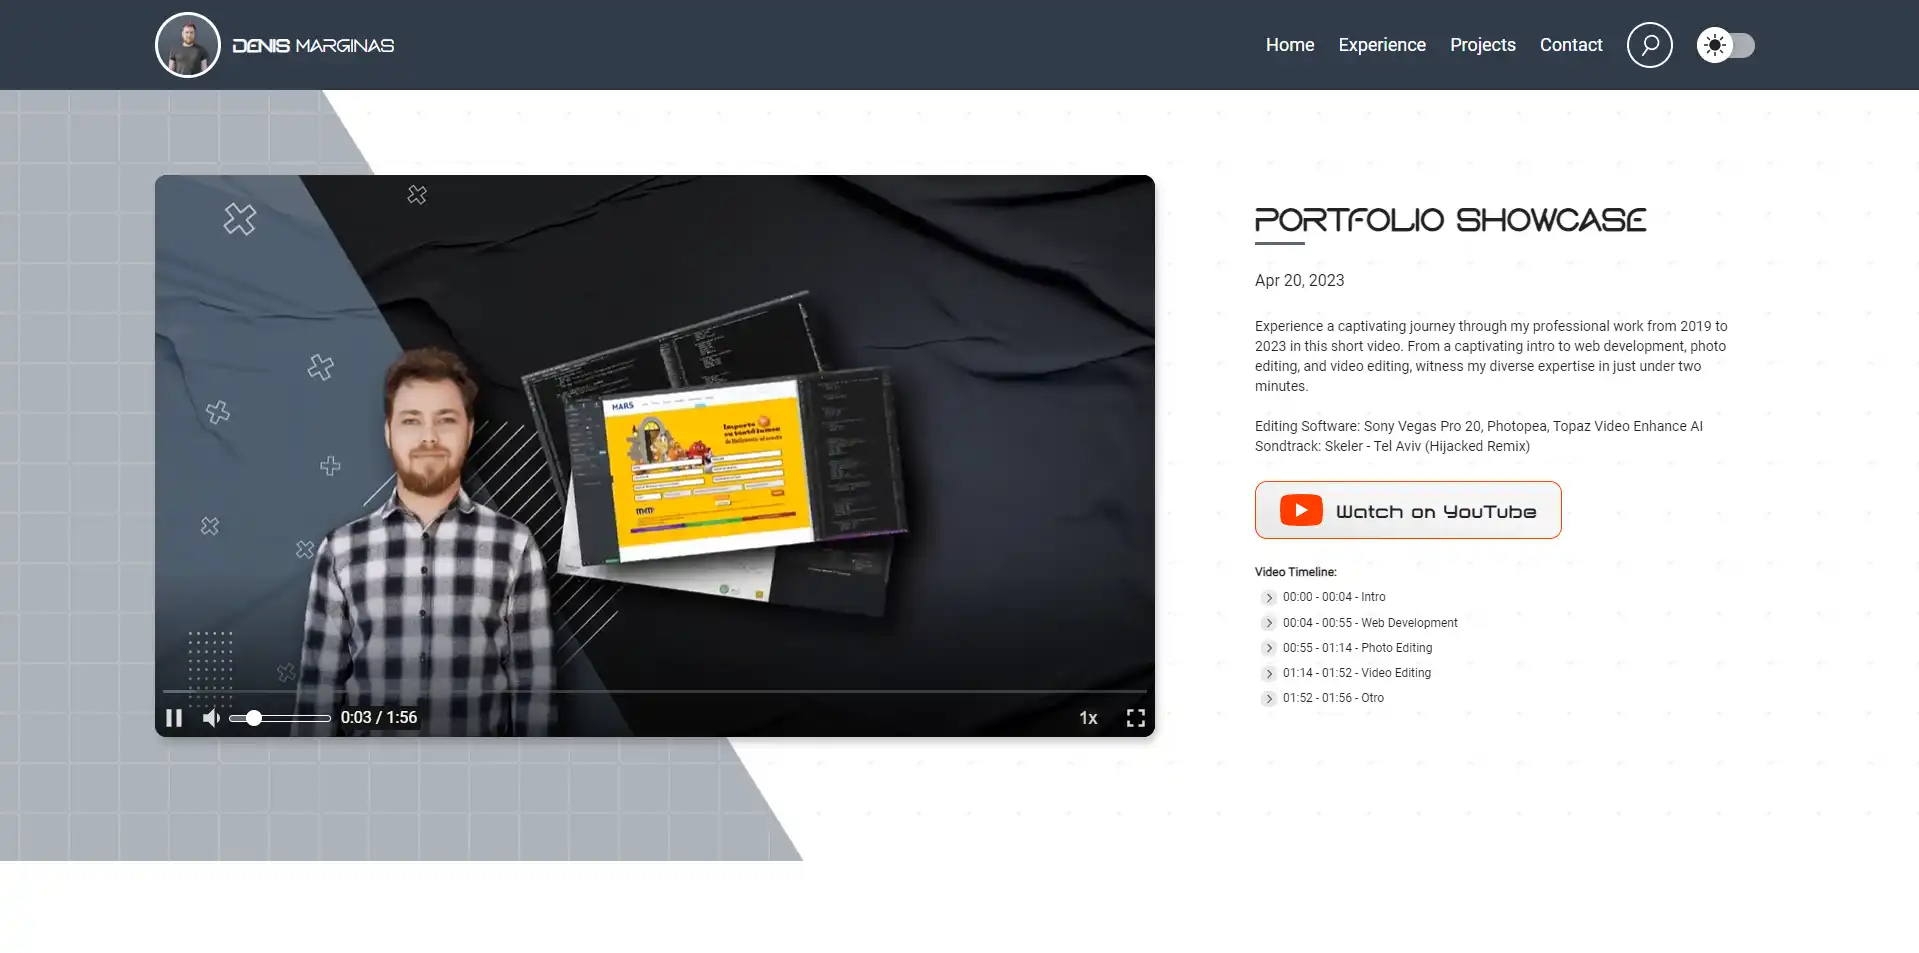 DENIS MARGINAS
Home
Experience
Projects
Contact
MARS
0:03 / 1:56
1x
PORTFOLIO SHOWCASE
Apr 20, 2023
Experience a captivating journey through my professional work from 2019 to
2023 in this short video. From a captivating intro to web development, photo
editing, and video editing, witness my diverse expertise in just under two
minutes.
Editing Software: Sony Vegas Pro 20, Photopea, Topaz Video Enhance AI
Sondtrack: Skeler - Tel Aviv (Hijacked Remix)
Watch on YouTube
Video Timeline:
00:00 - 00:04 - Intro
00:04 - 00:55 - Web Development
00:55 - 01:14 - Photo Editing
01:14 - 01:52 - Video Editing
01:52 - 01:56 - Otro